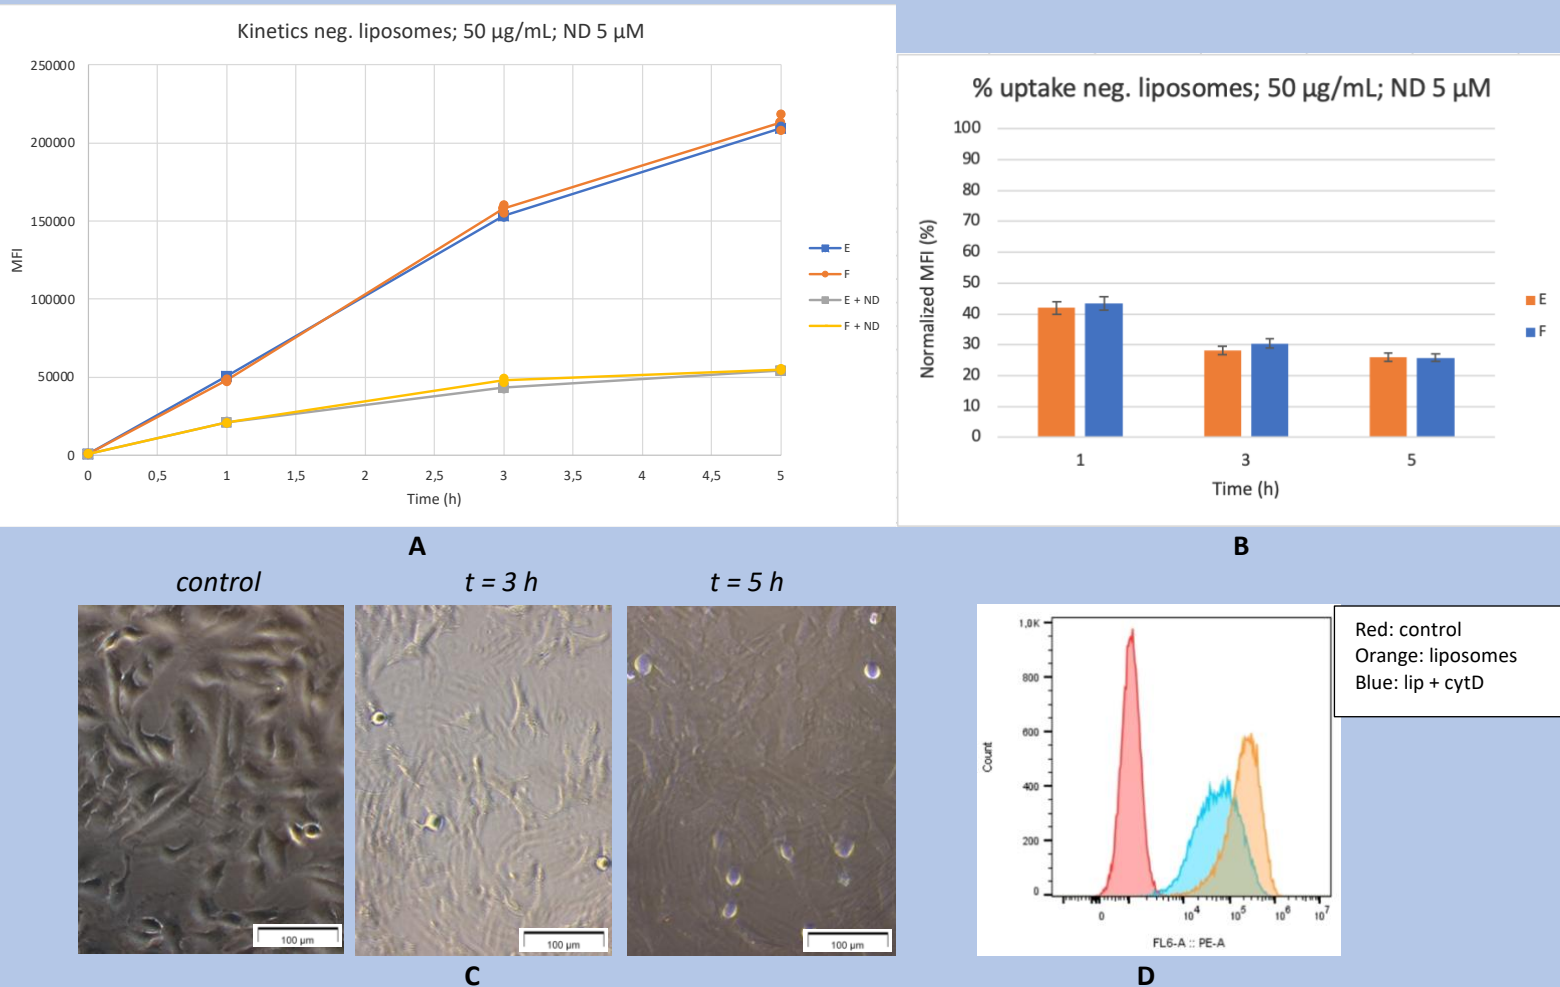 Kinetics neg. liposomes; 50 µg/mL; ND 5 µM
250000
200000
150000
100000
50000
0
MFI
0 0,5 1 1,5 2 2,5 3 3,5 4 4,5 5
Time (h)
E
F
E + ND
F + ND
A
% uptake neg. liposomes; 50 µg/mL; ND 5 µM
100
90
80
70
60
50
40
30
20
10
0
Normalized MFI (%)
1 3 5
Time (h)
E
F
B
control
t = 3 h
t = 5 h
100 µm
100 µm
100 µm
C
1,0K
800
600
400
200
0
Count
0 10^4 10^5 10^6 10^7
FL6-A :: PE-A
Red: control
Orange: liposomes
Blue: lip + cytD
D